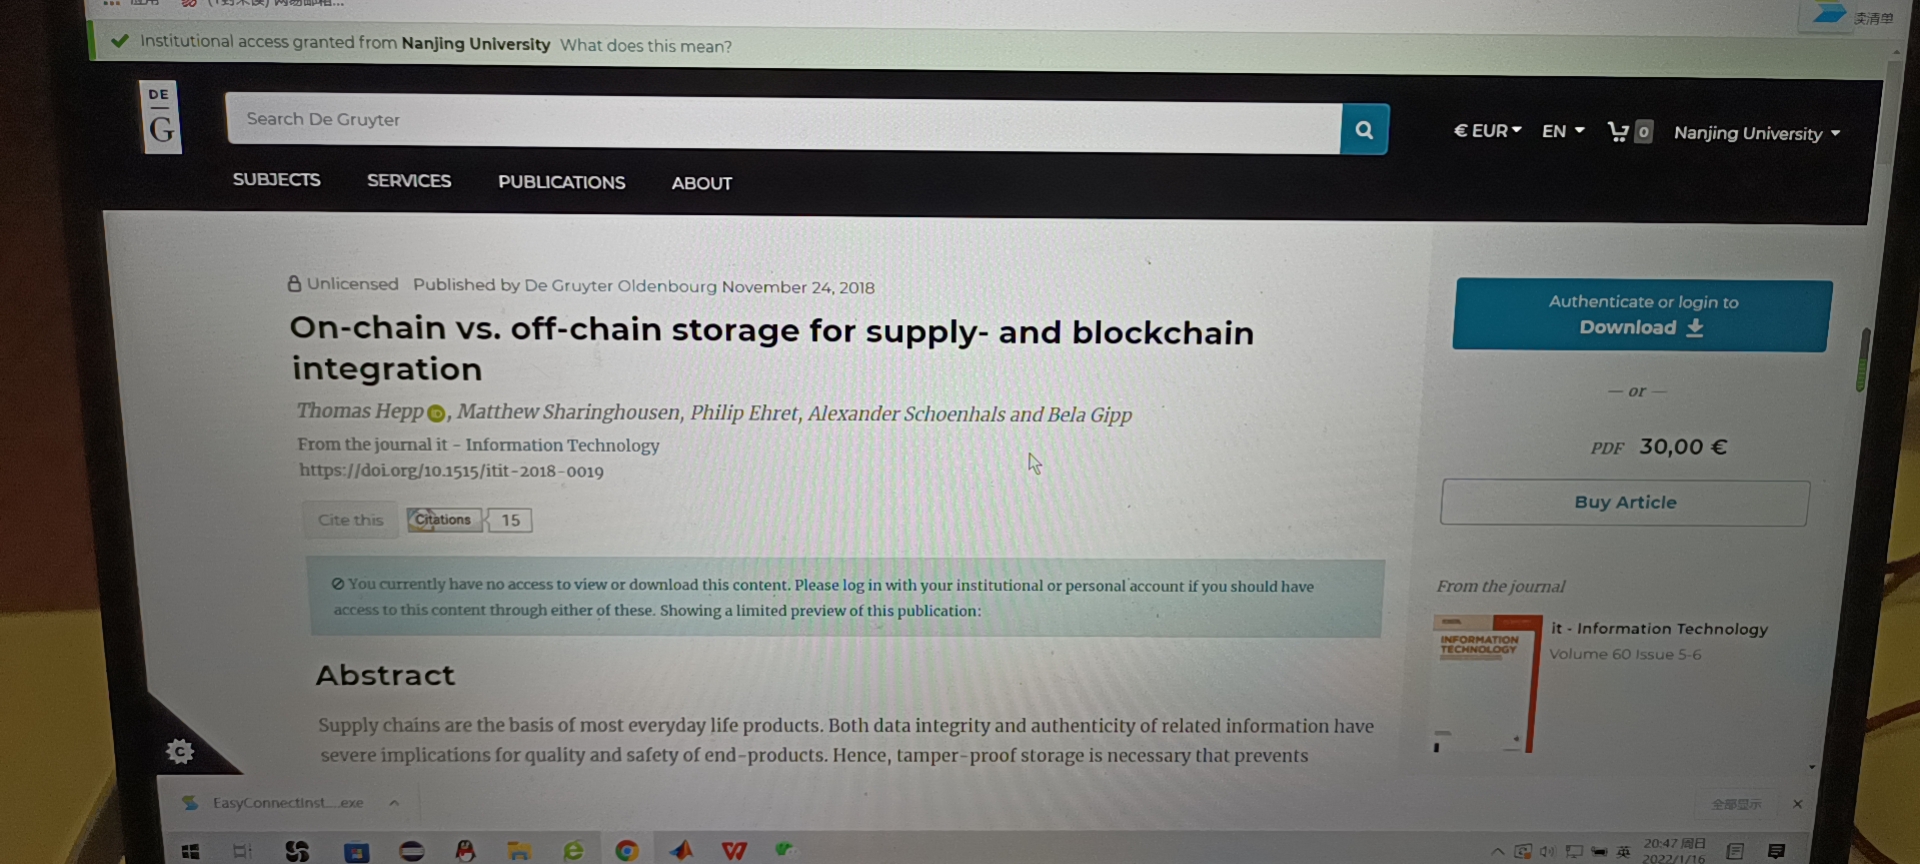 Institutional access granted from Nanjing University What does this mean?
读清单
DE
G
Search De Gruyter
€ EUR
EN
0
Nanjing University
SUBJECTS SERVICES PUBLICATIONS ABOUT
Unlicensed Published by De Gruyter Oldenbourg November 24, 2018
On-chain vs. off-chain storage for supply- and blockchain
integration
Thomas Hepp iD, Matthew Sharinghousen, Philip Ehret, Alexander Schoenhals and Bela Gipp
From the journal it - Information Technology
https://doi.org/10.1515/itit-2018-0019
Cite this Citations 15
You currently have no access to view or download this content. Please log in with your institutional or personal account if you should have
access to this content through either of these. Showing a limited preview of this publication:
Abstract
Supply chains are the basis of most everyday life products. Both data integrity and authenticity of related information have
severe implications for quality and safety of end-products. Hence, tamper-proof storage is necessary that prevents
Authenticate or login to
Download
— or —
PDF 30,00 €
Buy Article
From the journal
INFORMATION
TECHNOLOGY
it - Information Technology
Volume 60 Issue 5-6
C
EasyConnectInst....exe
全部显示
英
20:47 周日
2022/1/16